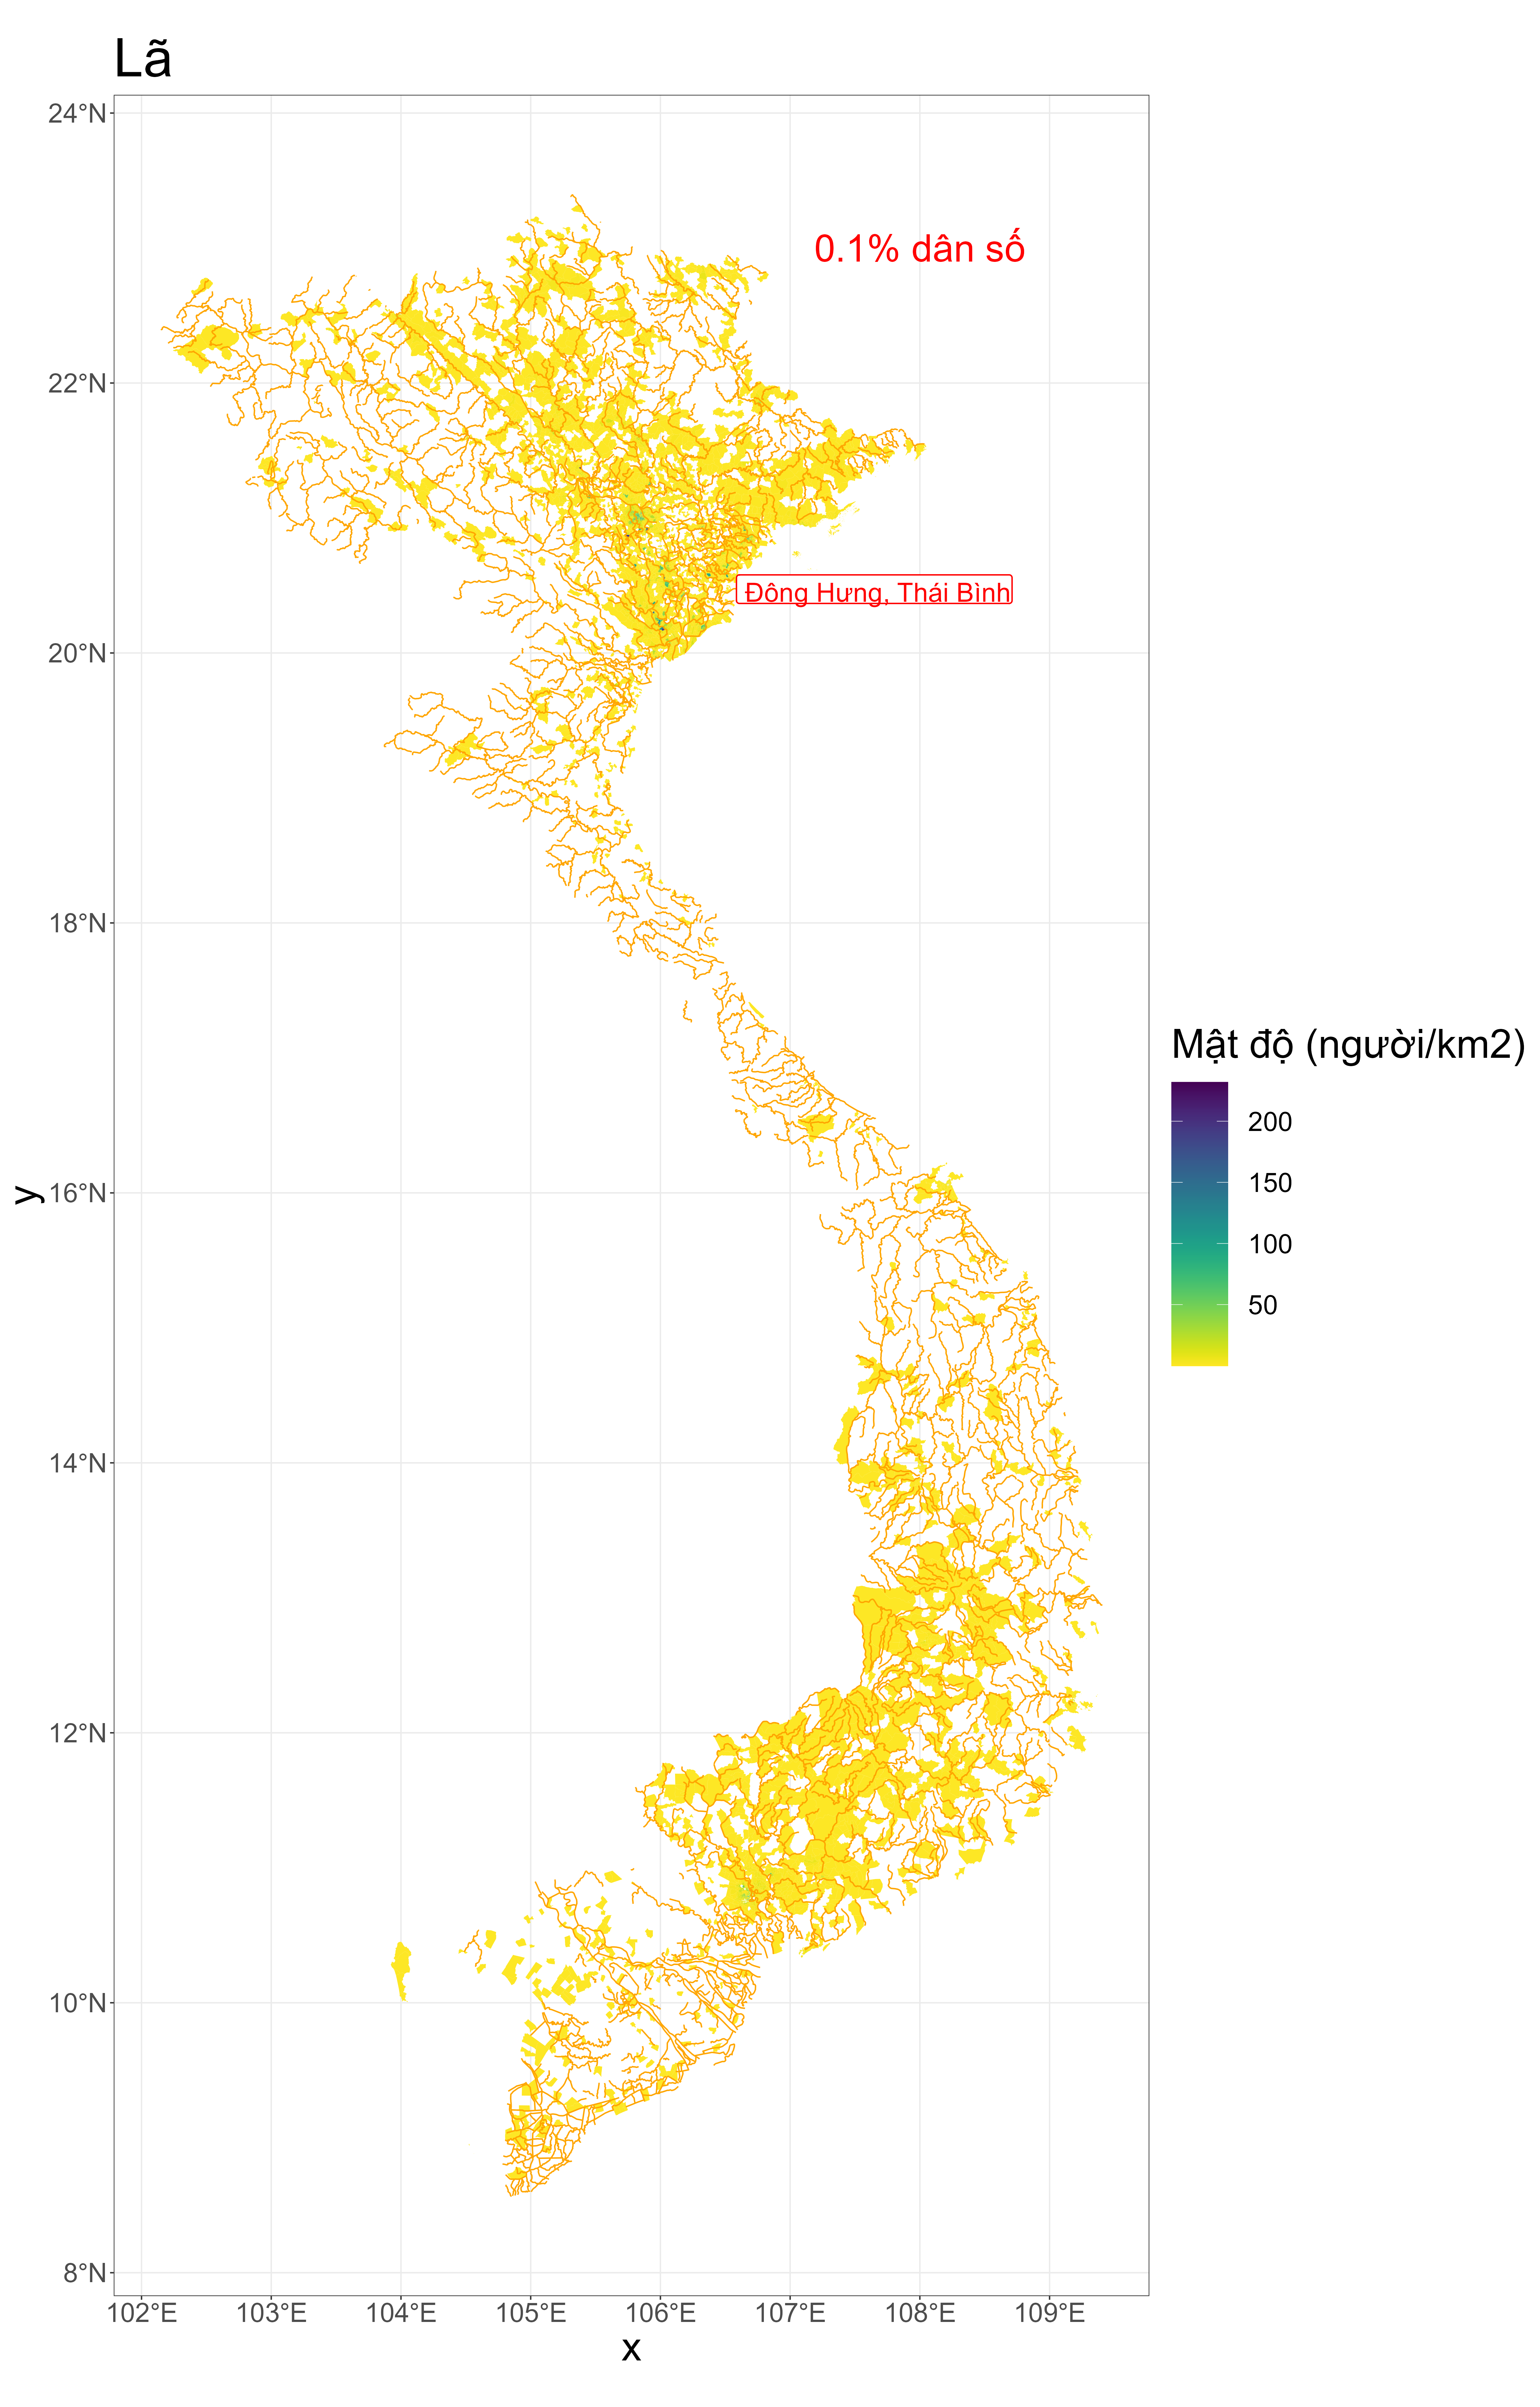 Lã
24°N
22°N
20°N
18°N
16°N
14°N
12°N
10°N
8°N
y
0.1% dân số
Đông Hưng, Thái Bình
102°E 103°E 104°E 105°E 106°E 107°E 108°E 109°E
x
Mật độ (người/km2)
200
150
100
50